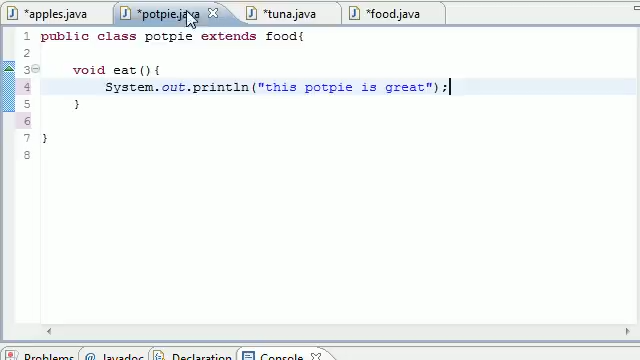 *apples.java *potpie.java *tuna.java *food.java
1 public class potpie extends food{
2
3 void eat(){
4 System.out.println("this potpie is great");
5 }
6
7 }
8
Problems @ Javadoc Declaration Console